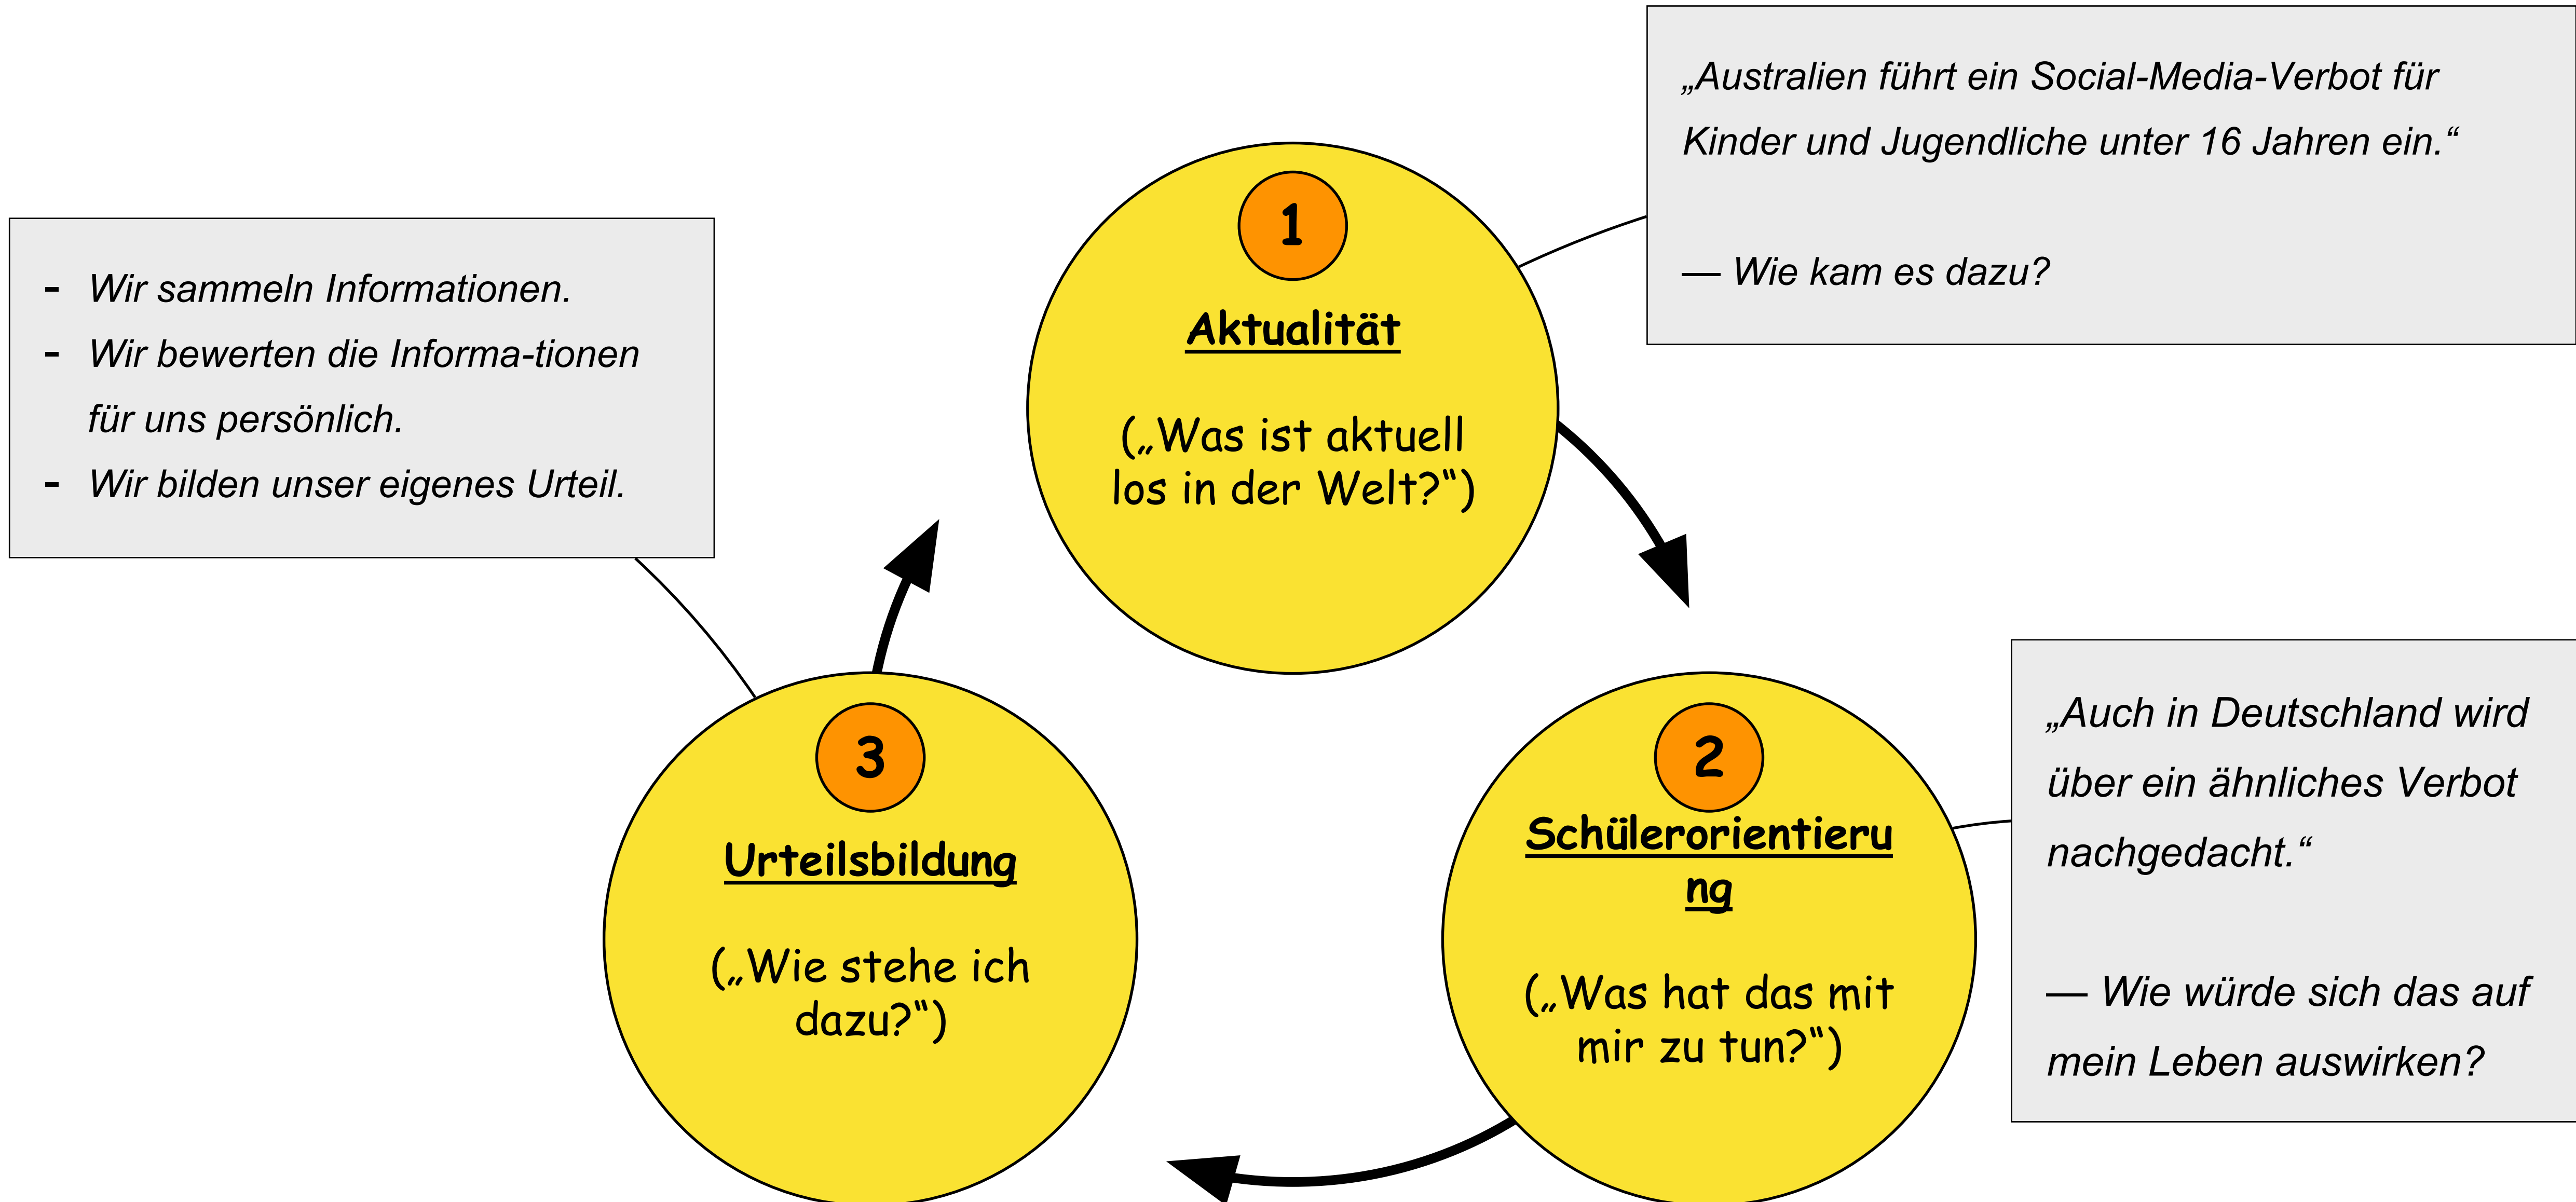 1
Aktualität
(„Was ist aktuell
los in der Welt?“)
„Australien führt ein Social-Media-Verbot für
Kinder und Jugendliche unter 16 Jahren ein.“
— Wie kam es dazu?
2
Schülerorientieru
ng
(„Was hat das mit
mir zu tun?“)
„Auch in Deutschland wird
über ein ähnliches Verbot
nachgedacht.“
— Wie würde sich das auf
mein Leben auswirken?
3
Urteilsbildung
(„Wie stehe ich
dazu?“)
- Wir sammeln Informationen.
- Wir bewerten die Informa-tionen
für uns persönlich.
- Wir bilden unser eigenes Urteil.